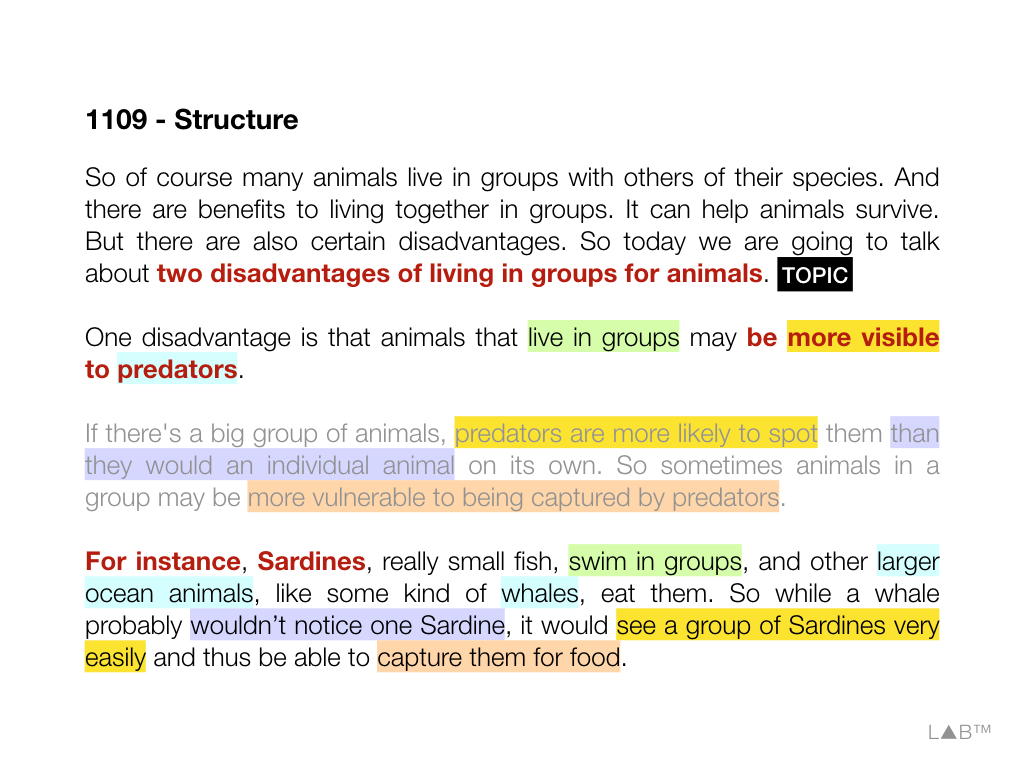 1109 - Structure
So of course many animals live in groups with others of their species. And
there are benefits to living together in groups. It can help animals survive.
But there are also certain disadvantages. So today we are going to talk
about two disadvantages of living in groups for animals. TOPIC
One disadvantage is that animals that live in groups may be more visible
to predators.
If there's a big group of animals, predators are more likely to spot them than
they would an individual animal on its own. So sometimes animals in a
group may be more vulnerable to being captured by predators.
For instance, Sardines, really small fish, swim in groups, and other larger
ocean animals, like some kind of whales, eat them. So while a whale
probably wouldn’t notice one Sardine, it would see a group of Sardines very
easily and thus be able to capture them for food.
L▲B™